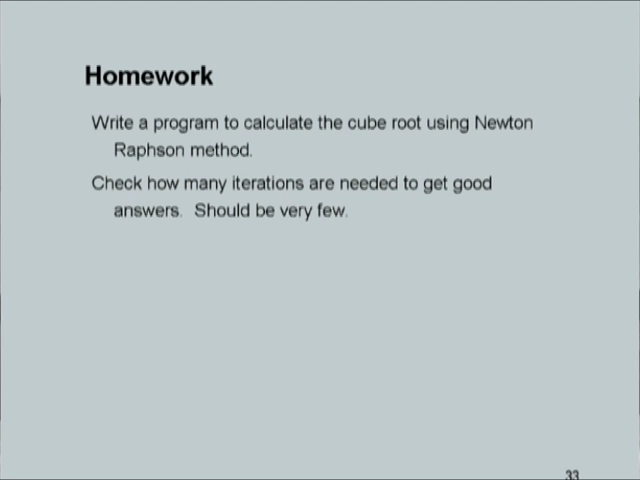 Homework
Write a program to calculate the cube root using Newton
Raphson method.
Check how many iterations are needed to get good
answers. Should be very few.
33